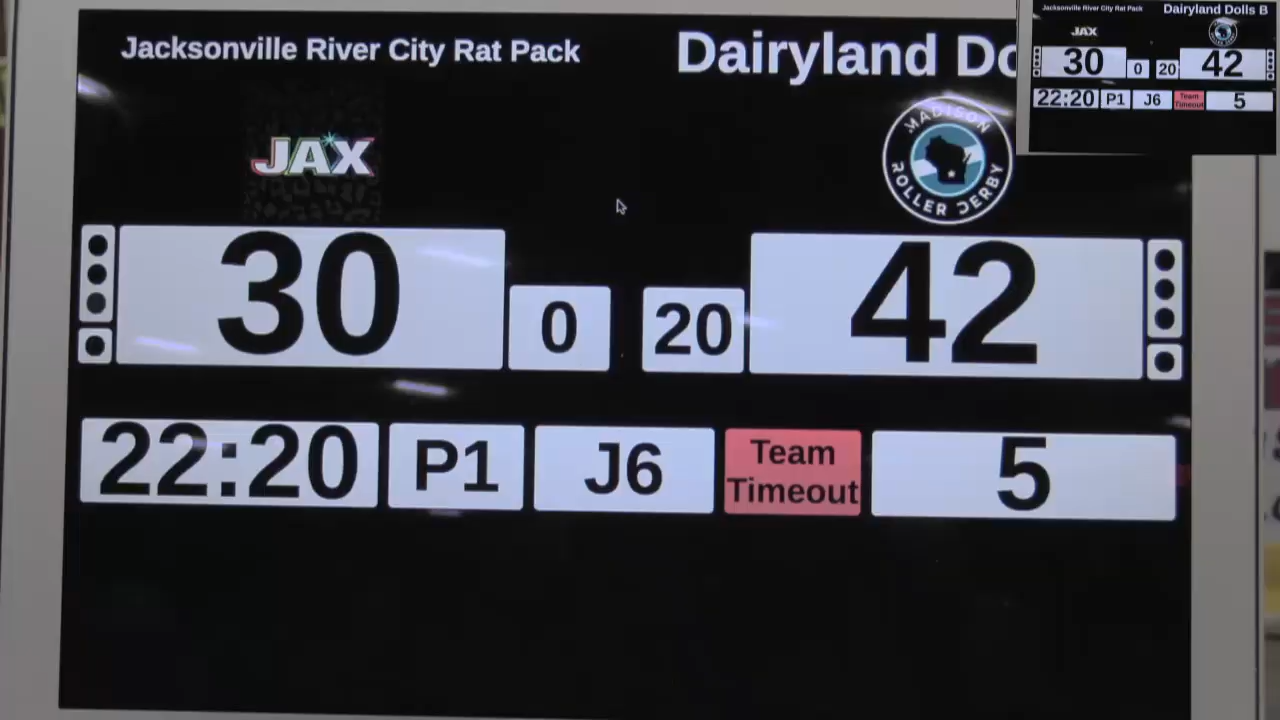 Jacksonville River City Rat Pack
Dairyland Do
JAX
MADISON
ROLLER DERBY
30
0
20
42
22:20
P1
J6
Team
Timeout
5
Jacksonville River City Rat Pack
Dairyland Dolls B
JAX
30
0
20
42
22:20
P1
J6
Team
Timeout
5